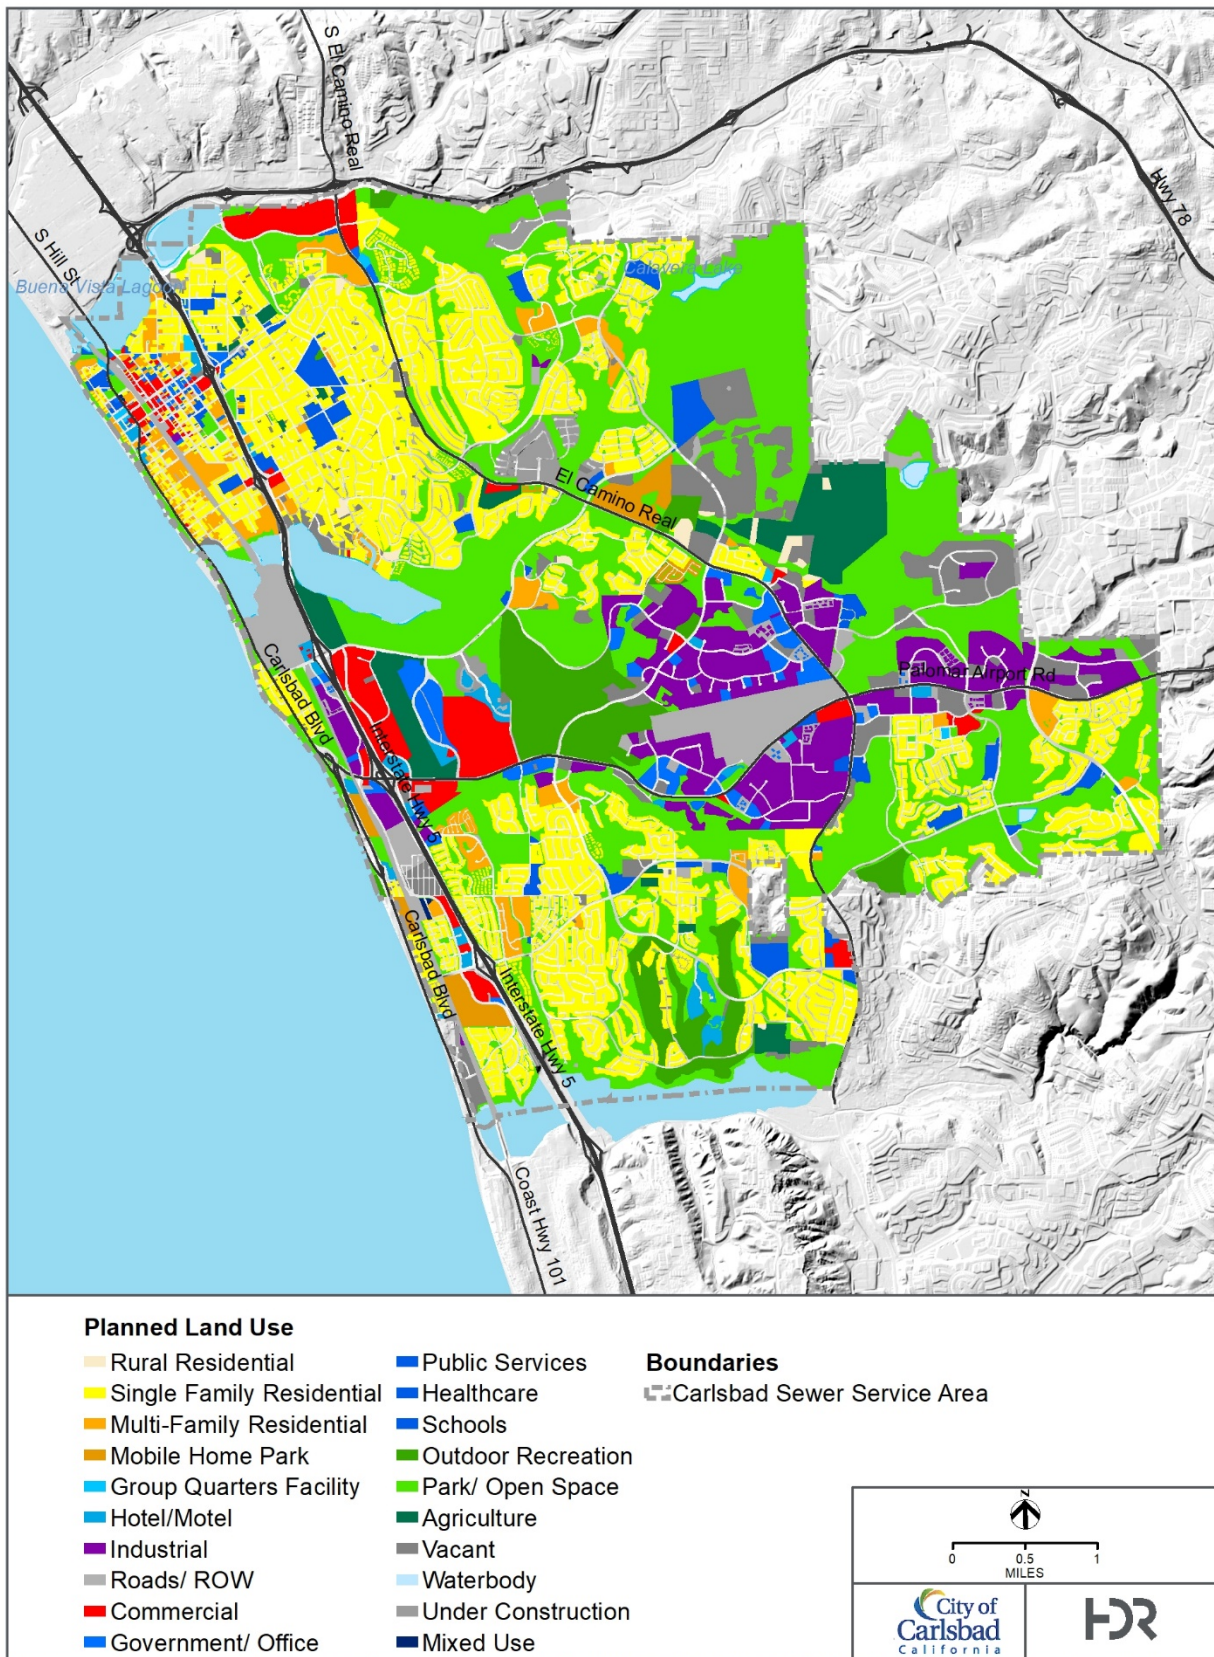 S El Camino Real
Hwy 78
S Hill St
Buena Vista Lagoon
Calavera Lake
El Camino Real
Palomar Airport Rd
Carlsbad Blvd
Interstate Hwy 5
Carlsbad Blvd
Interstate Hwy 5
Coast Hwy 101
Planned Land Use
Rural Residential
Single Family Residential
Multi-Family Residential
Mobile Home Park
Group Quarters Facility
Hotel/Motel
Industrial
Roads/ ROW
Commercial
Government/ Office
Public Services
Healthcare
Schools
Outdoor Recreation
Park/ Open Space
Agriculture
Vacant
Waterbody
Under Construction
Mixed Use
Boundaries
Carlsbad Sewer Service Area
N
0 0.5 1
MILES
City of
Carlsbad
California
HDR